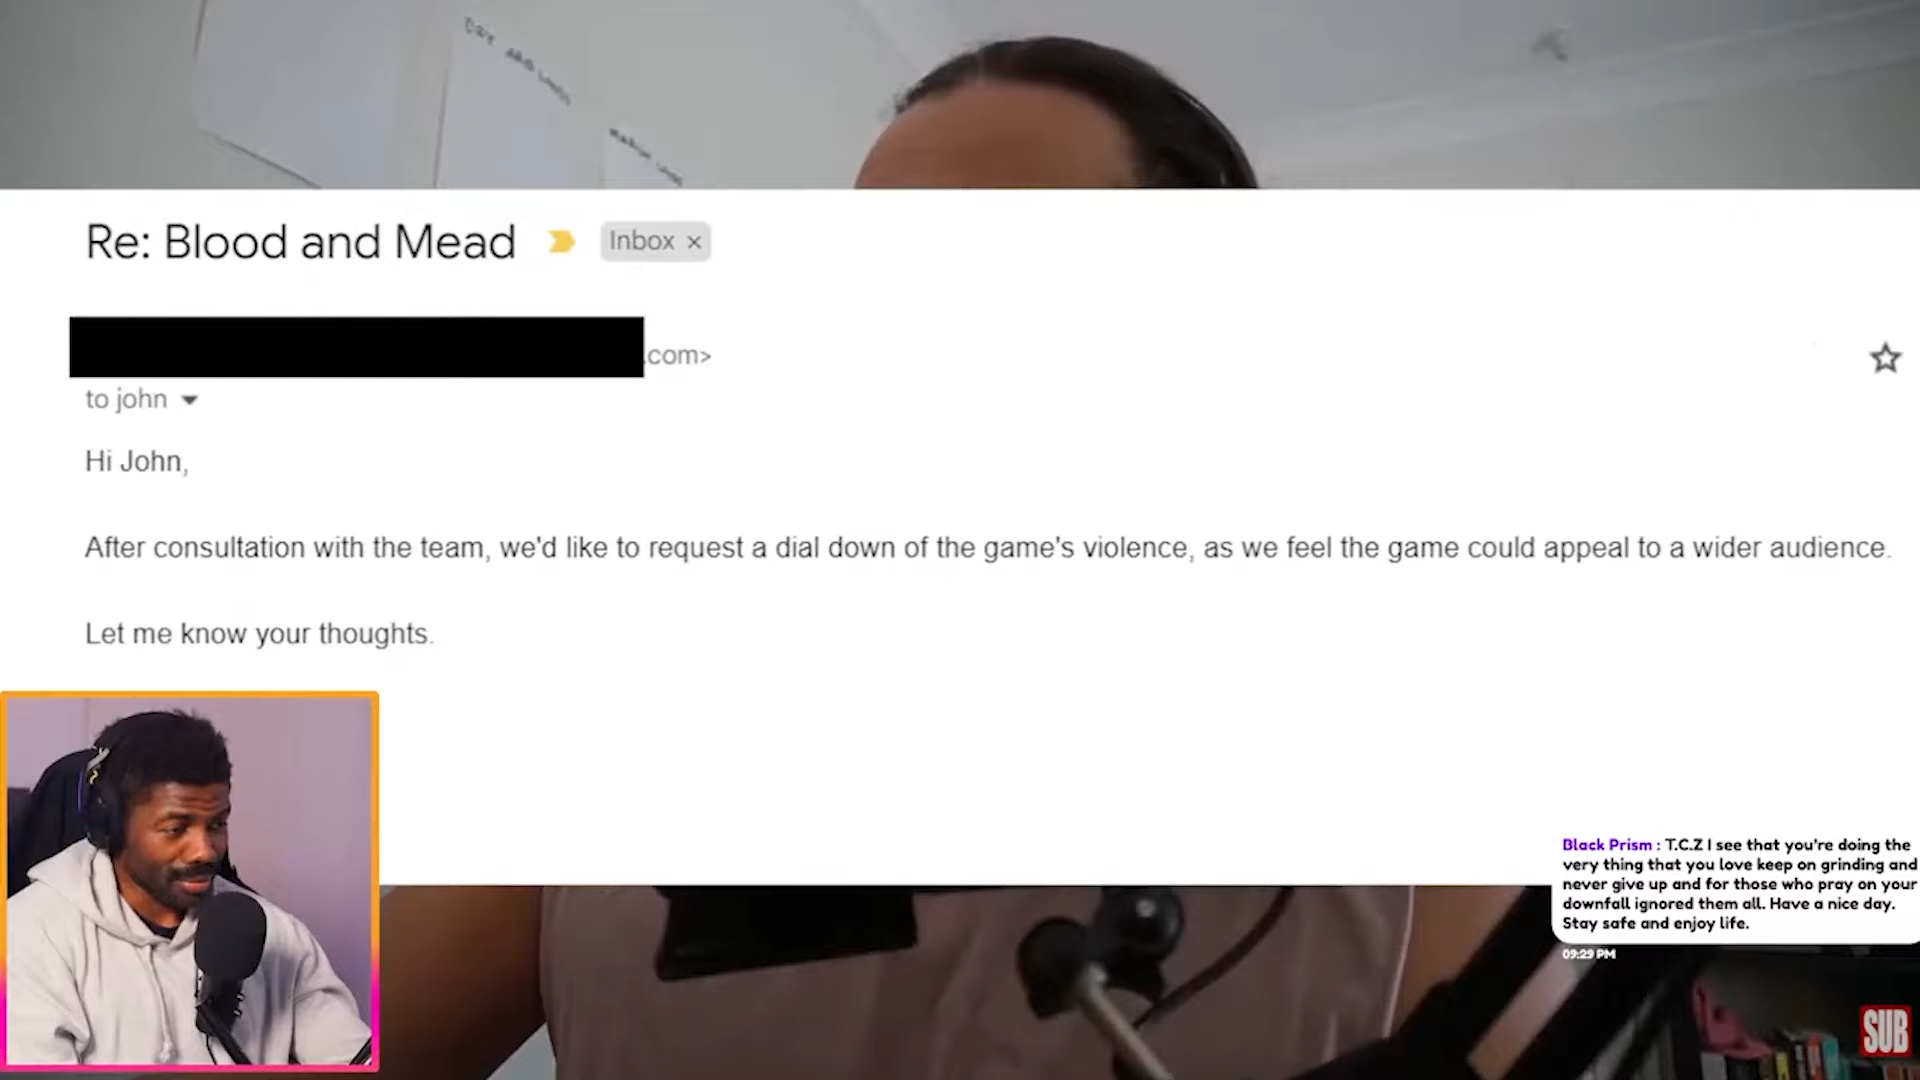 Re: Blood and Mead
Inbox ×
.com>
to john
Hi John,
After consultation with the team, we'd like to request a dial down of the game's violence, as we feel the game could appeal to a wider audience.
Let me know your thoughts.
Black Prism : T.C.Z I see that you're doing the
very thing that you love keep on grinding and
never give up and for those who pray on your
downfall ignored them all. Have a nice day.
Stay safe and enjoy life.
09:29 PM
SUB